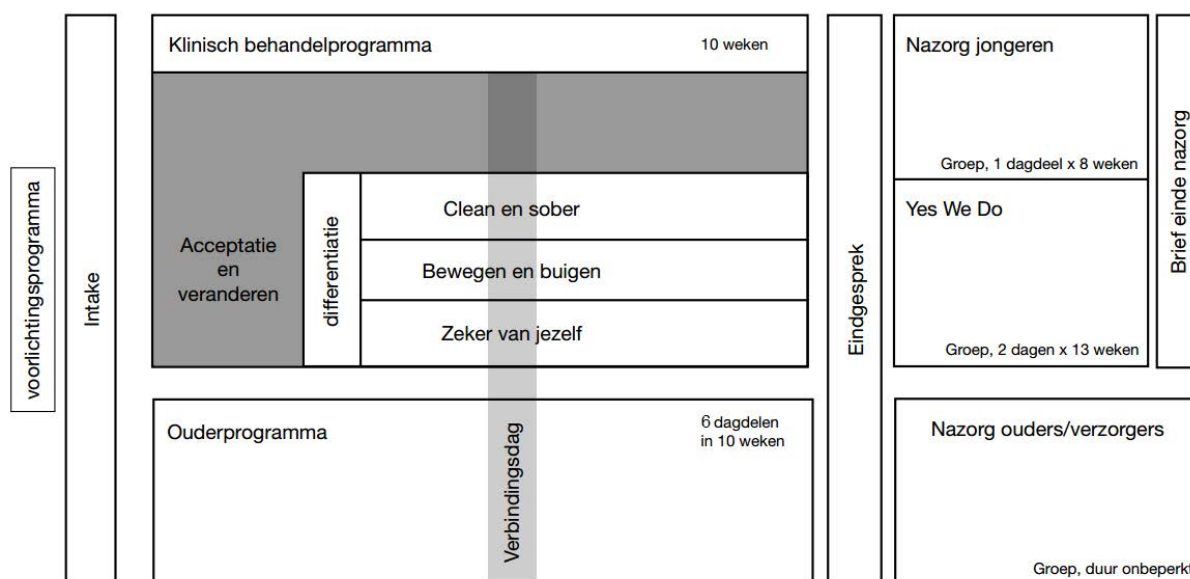 voorlichtingsprogramma
Intake
Klinisch behandelprogramma
10 weken
Acceptatie
en
veranderen
differentiatie
Clean en sober
Bewegen en buigen
Zeker van jezelf
Ouderprogramma
6 dagdelen
in 10 weken
Verbindingsdag
Eindgesprek
Nazorg jongeren
Groep, 1 dagdeel x 8 weken
Yes We Do
Groep, 2 dagen x 13 weken
Brief einde nazorg
Nazorg ouders/verzorgers
Groep, duur onbeperkt